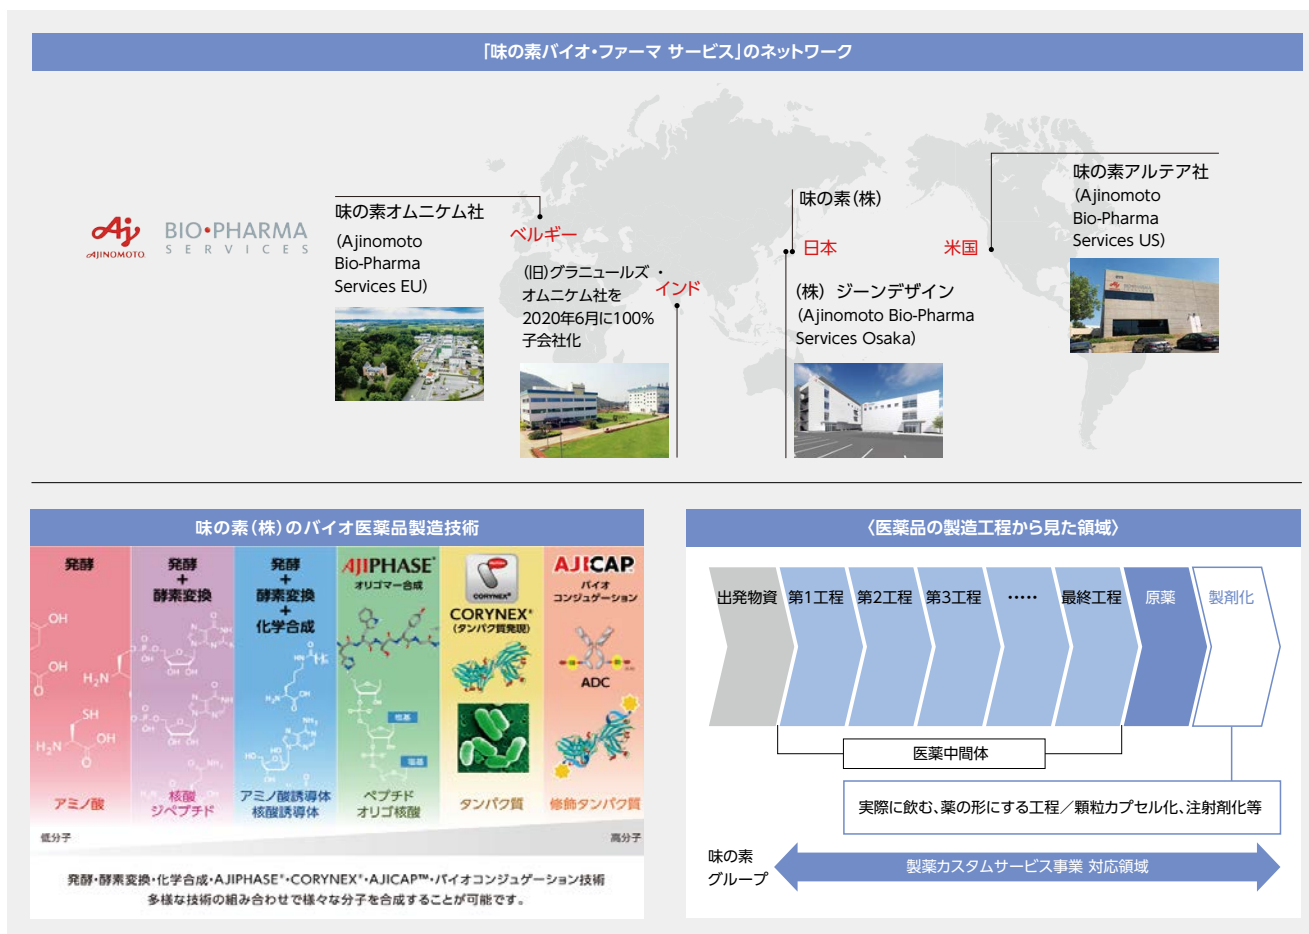 「味の素バイオ・ファーマ サービス」のネットワーク
AJINOMOTO
BIO・PHARMA
SERVICES
味の素オムニケム社
(Ajinomoto
Bio-Pharma
Services EU)
ベルギー
(旧)グラニュールズ・
オムニケム社を
2020年6月に100%
子会社化
インド
味の素(株)
日本
(株) ジーンデザイン
(Ajinomoto Bio-Pharma
Services Osaka)
米国
味の素アルテア社
(Ajinomoto
Bio-Pharma
Services US)
味の素(株)のバイオ医薬品製造技術
発酵
アミノ酸
発酵
+
酵素変換
核酸
ジペプチド
発酵
+
酵素変換
+
化学合成
アミノ酸誘導体
核酸誘導体
AJIPHASE®
オリゴマー合成
塩基
塩基
ペプチド
オリゴ核酸
CORYNEX®
CORYNEX®
(タンパク質発現)
タンパク質
AJICAP
バイオ
コンジュゲーション
ADC
修飾タンパク質
低分子
高分子
発酵・酵素変換・化学合成・AJIPHASE®・CORYNEX®・AJICAP™・バイオコンジュゲーション技術
多様な技術の組み合わせで様々な分子を合成することが可能です。
〈医薬品の製造工程から見た領域〉
出発物資
第1工程
第2工程
第3工程
・・・・・
最終工程
原薬
製剤化
医薬中間体
実際に飲む、薬の形にする工程／顆粒カプセル化、注射剤化等
味の素
グループ
製薬カスタムサービス事業 対応領域